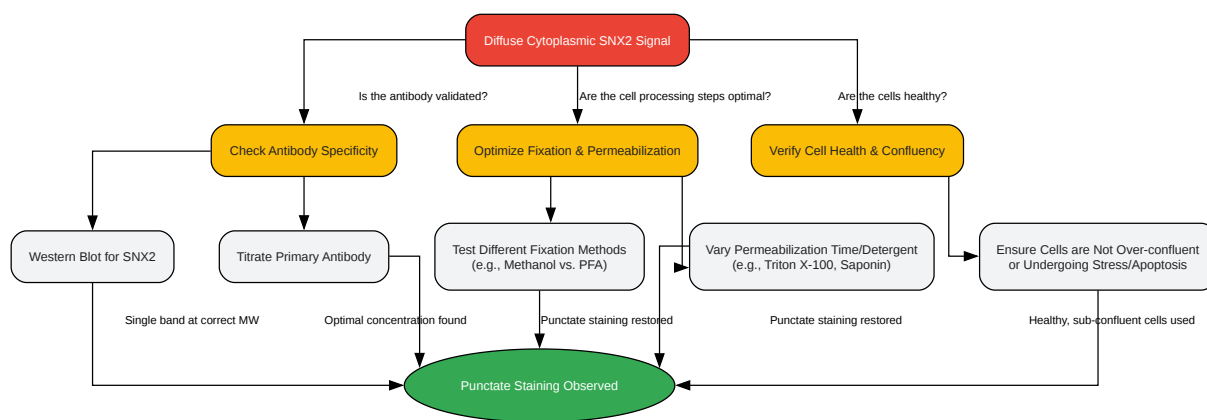 Diffuse Cytoplasmic SNX2 Signal
Is the antibody validated?
Are the cell processing steps optimal?
Are the cells healthy?
Check Antibody Specificity
Optimize Fixation & Permeabilization
Verify Cell Health & Confluency
Western Blot for SNX2
Titrate Primary Antibody
Test Different Fixation Methods
(e.g., Methanol vs. PFA)
Vary Permeabilization Time/Detergent
(e.g., Triton X-100, Saponin)
Ensure Cells are Not Over-confluent
or Undergoing Stress/Apoptosis
Single band at correct MW
Optimal concentration found
Punctate staining restored
Punctate staining restored
Healthy, sub-confluent cells used
Punctate Staining Observed